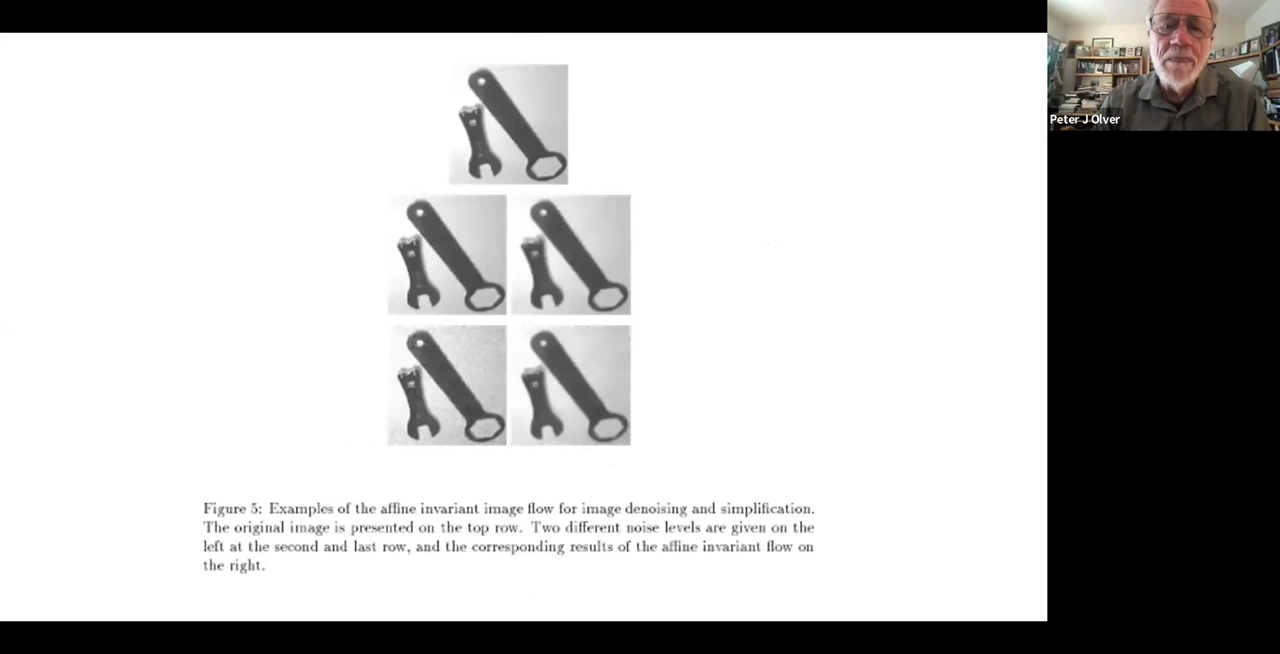 Peter J Olver
Figure 5: Examples of the affine invariant image flow for image denoising and simplification.
The original image is presented on the top row. Two different noise levels are given on the
left at the second and last row, and the corresponding results of the affine invariant flow on
the right.